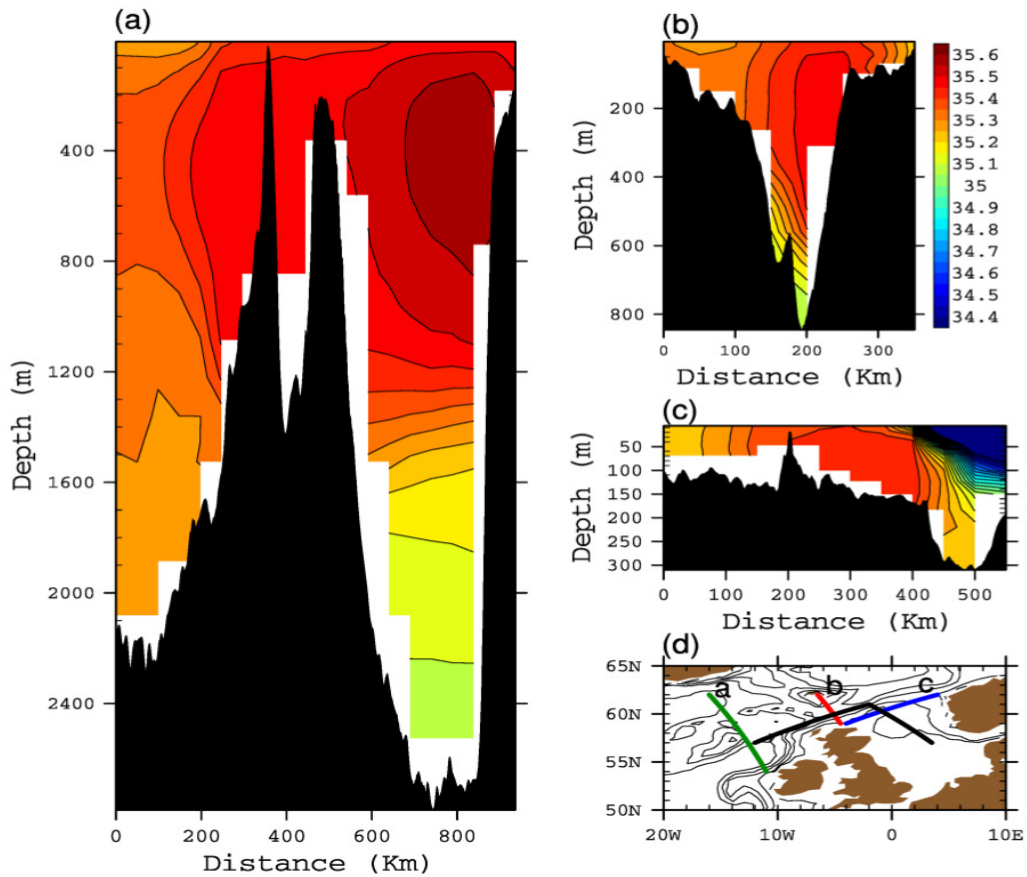 (a)
400
800
1200
1600
2000
2400
Depth (m)
0 200 400 600 800
Distance (Km)
(b)
200
400
600
800
Depth (m)
0 100 200 300
Distance (Km)
35.6
35.5
35.4
35.3
35.2
35.1
35
34.9
34.8
34.7
34.6
34.5
34.4
(c)
50
100
150
200
250
300
Depth (m)
0 100 200 300 400 500
Distance (Km)
(d)
65N
60N
55N
50N
a b c
20W 10W 0 10E